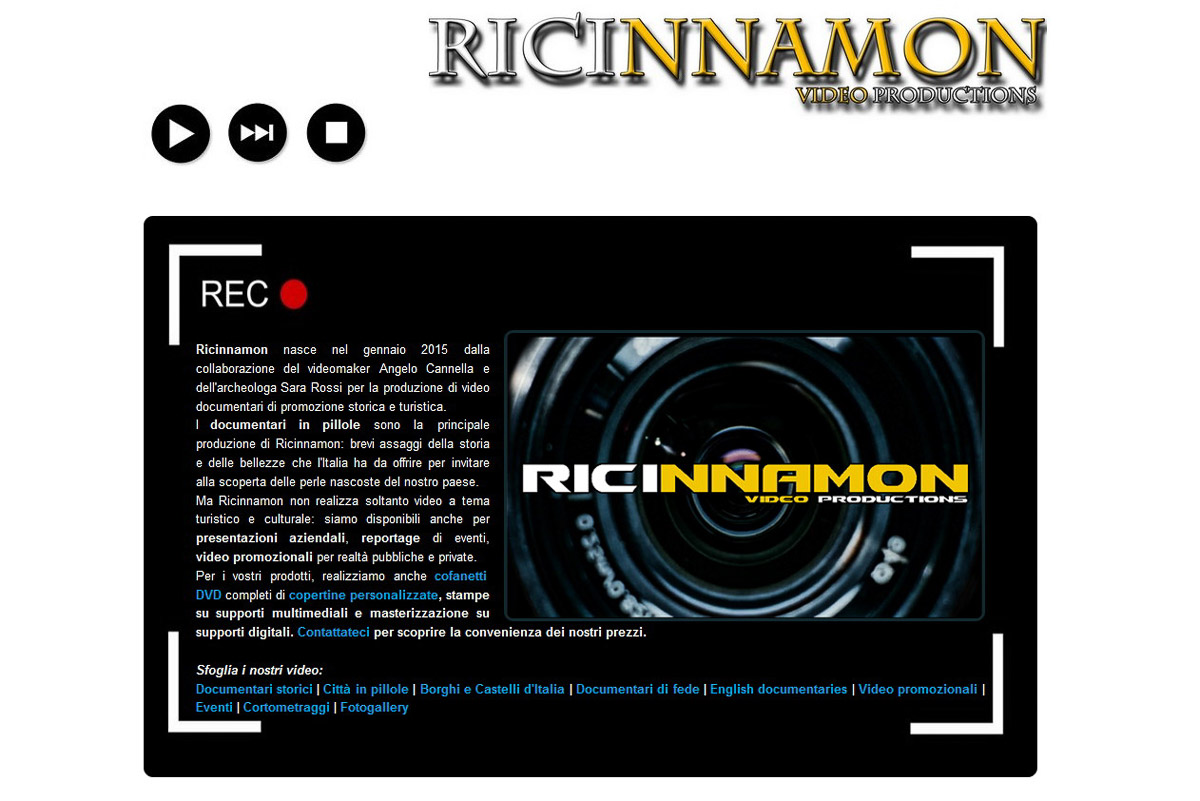 RICINNAMON
VIDEO PRODUCTIONS
REC
Ricinnamon nasce nel gennaio 2015 dalla
collaborazione del videomaker Angelo Cannella e
dell'archeologa Sara Rossi per la produzione di video
documentari di promozione storica e turistica.
I documentari in pillole sono la principale
produzione di Ricinnamon: brevi assaggi della storia
e delle bellezze che l'Italia ha da offrire per invitare
alla scoperta delle perle nascoste del nostro paese.
Ma Ricinnamon non realizza soltanto video a tema
turistico e culturale: siamo disponibili anche per
presentazioni aziendali, reportage di eventi,
video promozionali per realtà pubbliche e private.
Per i vostri prodotti, realizziamo anche cofanetti
DVD completi di copertine personalizzate, stampe
su supporti multimediali e masterizzazione su
supporti digitali. Contattateci per scoprire la convenienza dei nostri prezzi.
RICINNAMON
VIDEO PRODUCTIONS
Sfoglia i nostri video:
Documentari storici | Città in pillole | Borghi e Castelli d'Italia | Documentari di fede | English documentaries | Video promozionali |
Eventi | Cortometraggi | Fotogallery